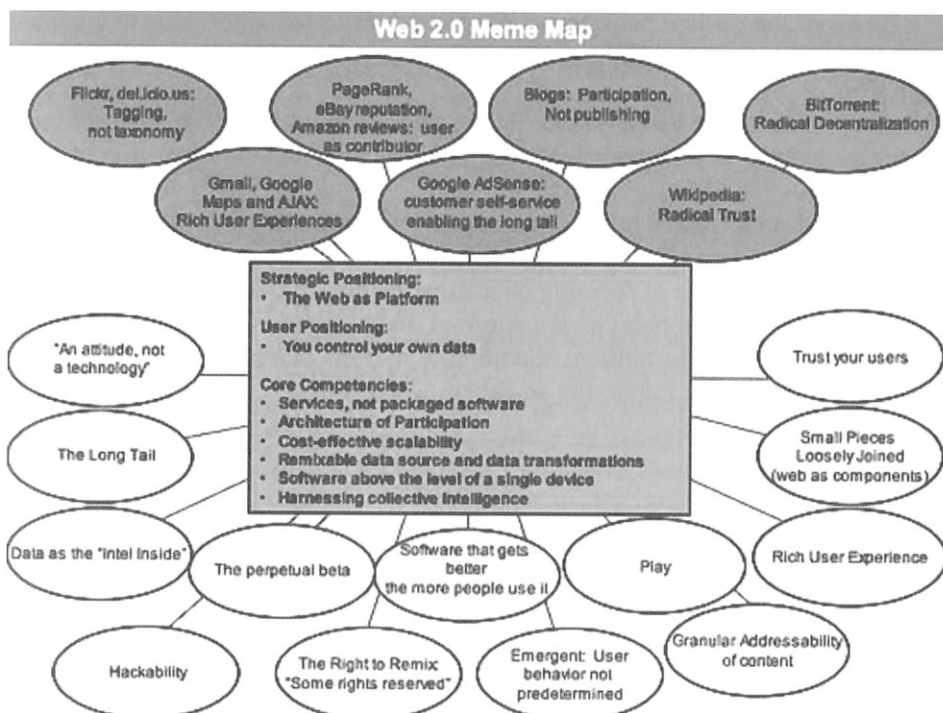 Web 2.0 Meme Map
Flickr, del.icio.us:
Tagging,
not taxonomy
PageRank,
eBay reputation,
Amazon reviews: user
as contributor
Blogs: Participation,
Not publishing
BitTorrent:
Radical Decentralization
Gmail, Google
Maps and AJAX:
Rich User Experiences
Google AdSense:
customer self-service
enabling the long tail
Wikipedia:
Radical Trust
Strategic Positioning:
• The Web as Platform
User Positioning:
• You control your own data
Core Competencies:
• Services, not packaged software
• Architecture of Participation
• Cost-effective scalability
• Remixable data source and data transformations
• Software above the level of a single device
• Harnessing collective intelligence
"An attitude, not
a technology"
Trust your users
The Long Tail
Small Pieces
Loosely Joined
(web as components)
Data as the "Intel Inside"
The perpetual beta
Software that gets
better
the more people use it
Play
Rich User Experience
Hackability
The Right to Remix
"Some rights reserved"
Emergent: User
behavior not
predetermined
Granular Addressability
of content